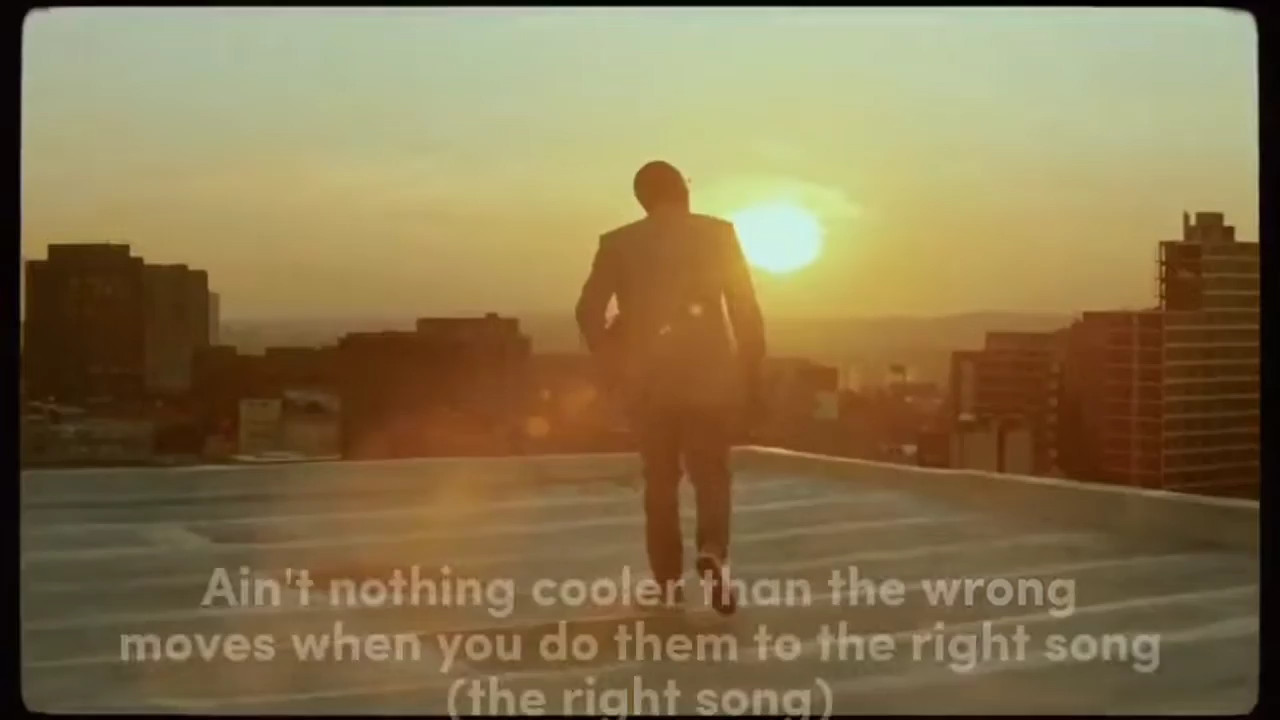 Ain't nothing cooler than the wrong
moves when you do them to the right song
(the right song)